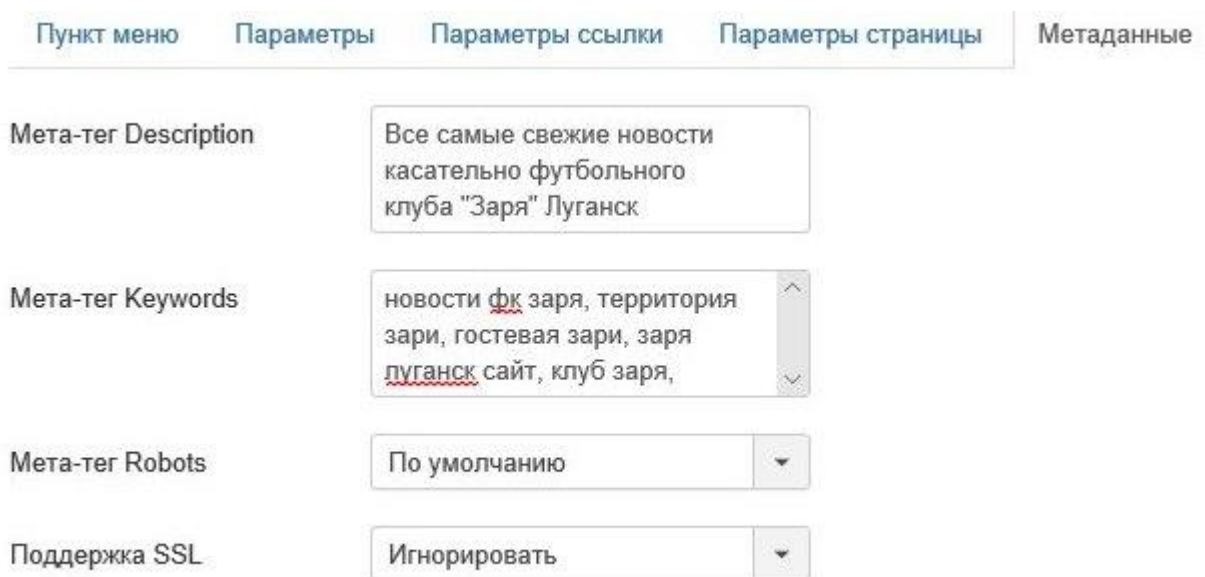 Пункт меню Параметры Параметры ссылки Параметры страницы Метаданные
Мета-тег Description
Все самые свежие новости
касательно футбольного
клуба "Заря" Луганск
Мета-тег Keywords
новости фк заря, территория
зари, гостевая зари, заря
луганск сайт, клуб заря,
Мета-тег Robots
По умолчанию
Поддержка SSL
Игнорировать